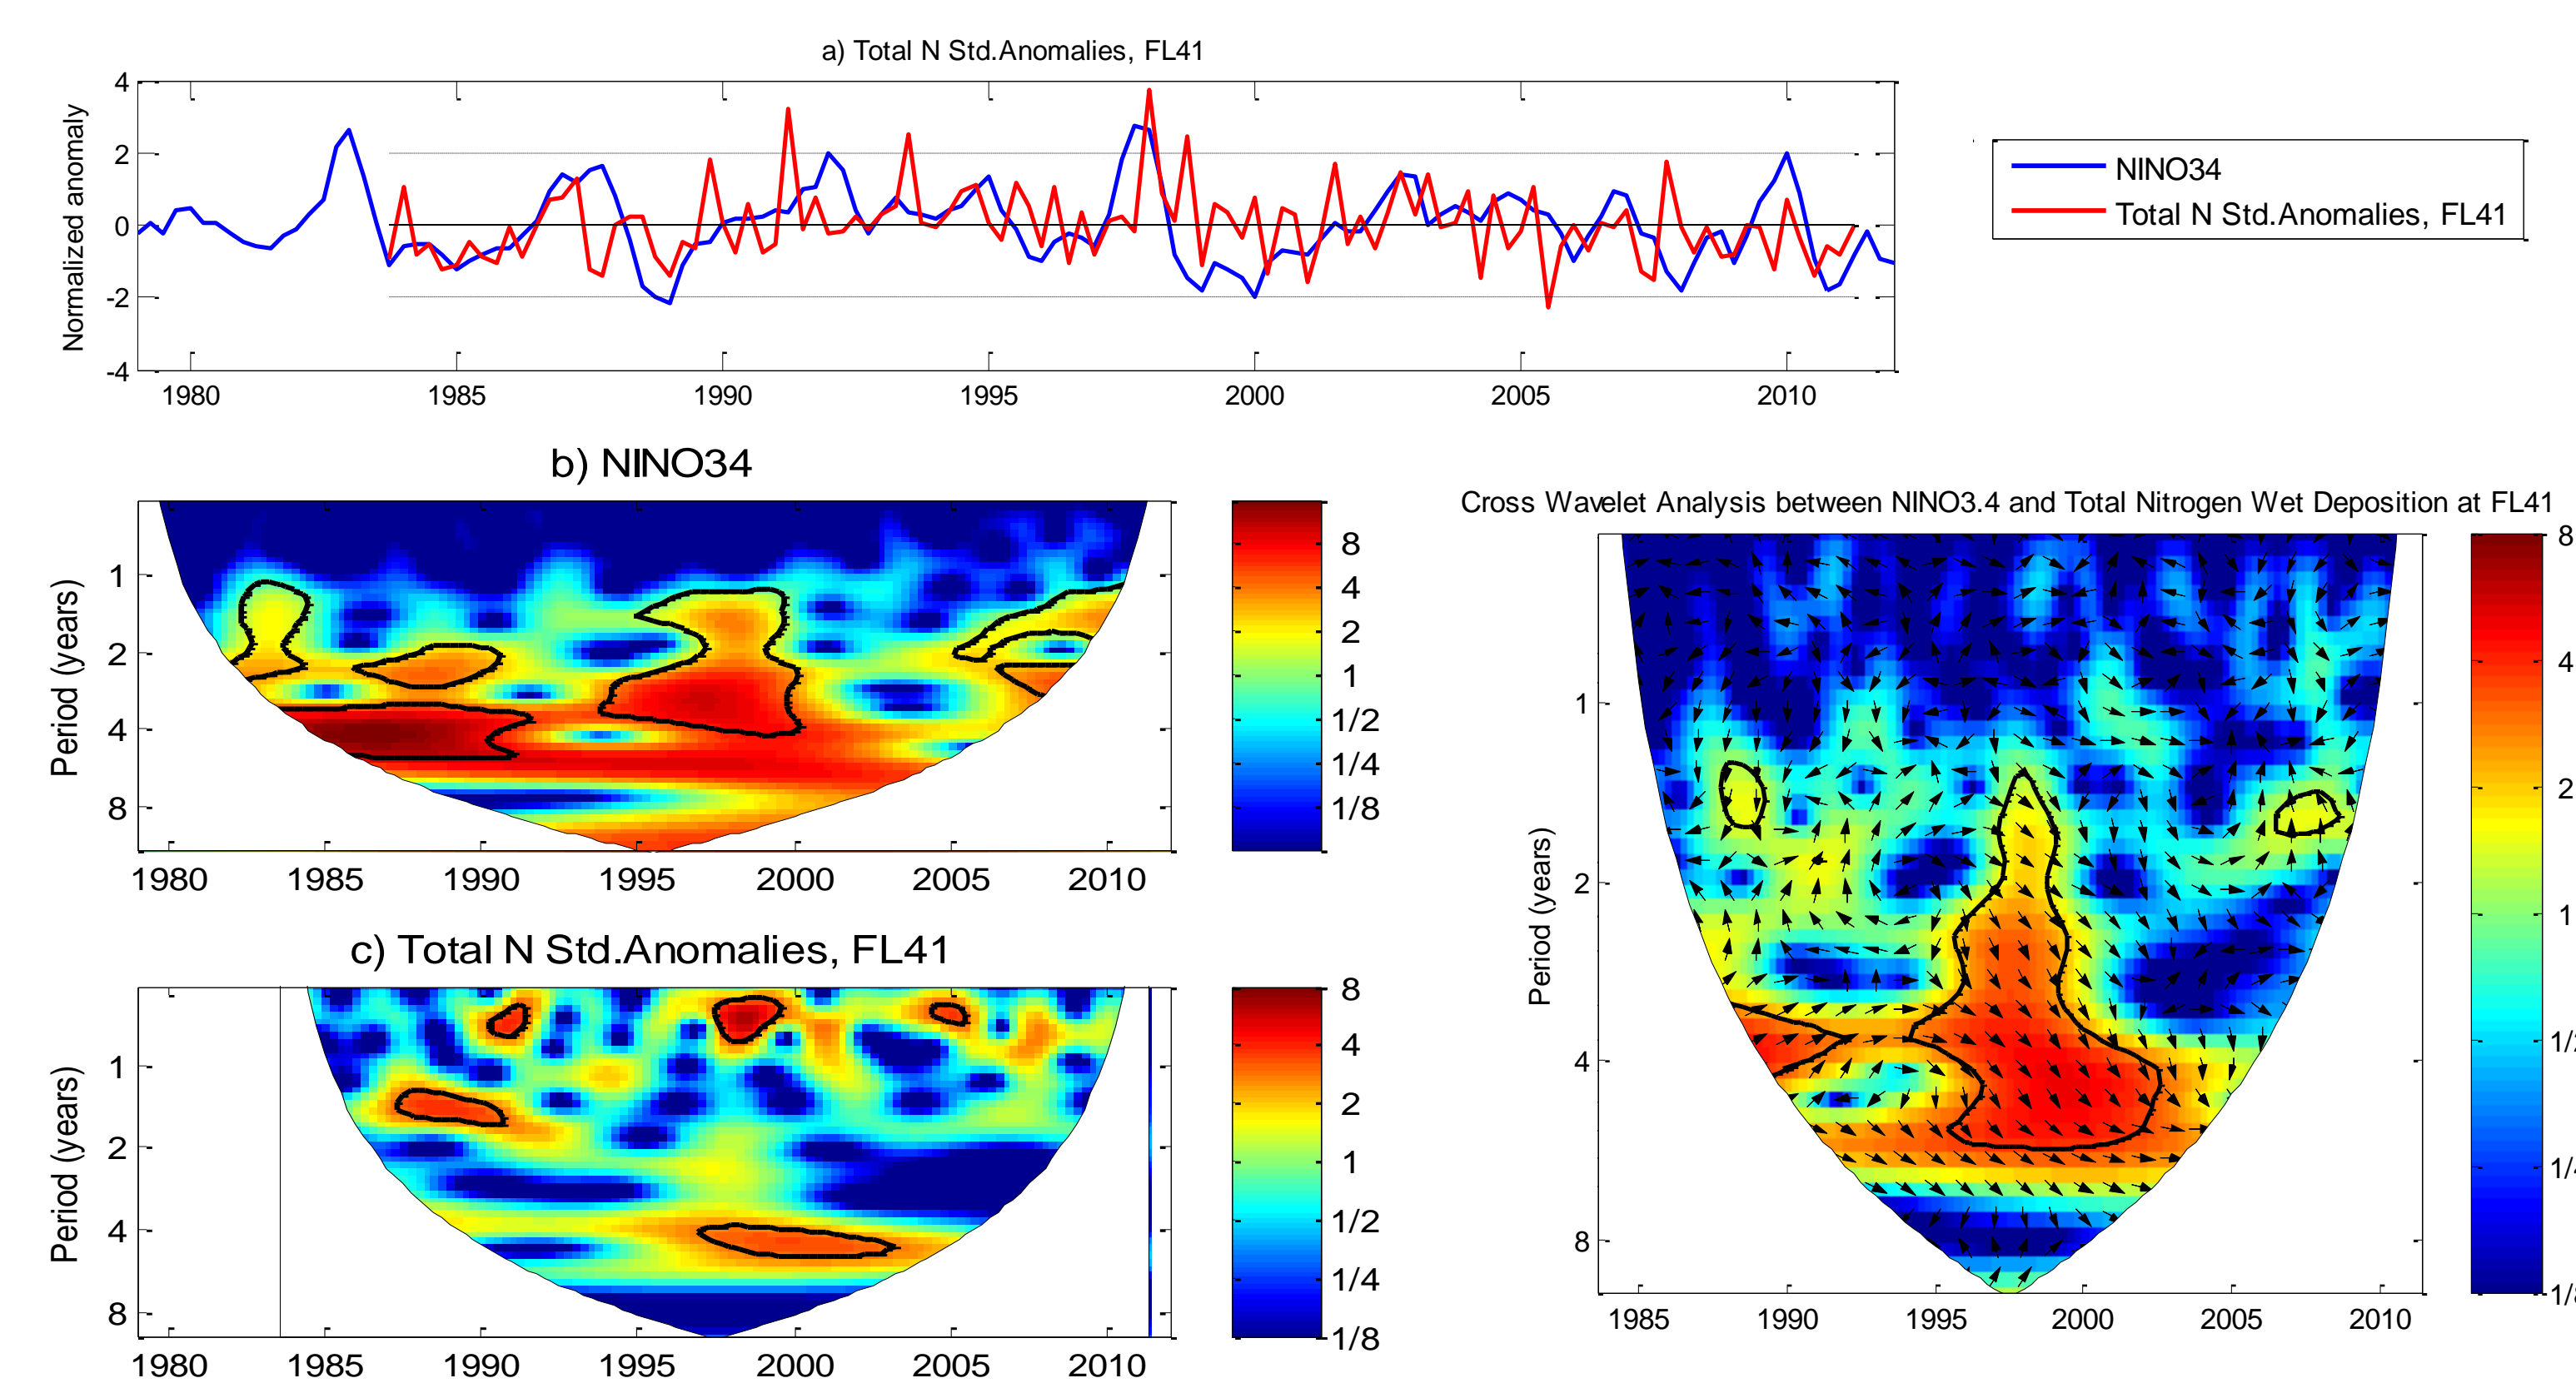 a) Total N Std.Anomalies, FL41
Normalized anomaly
4
2
0
-2
-4
1980 1985 1990 1995 2000 2005 2010
NINO34
Total N Std.Anomalies, FL41
b) NINO34
Period (years)
1
2
4
8
1980 1985 1990 1995 2000 2005 2010
8
4
2
1
1/2
1/4
1/8
c) Total N Std.Anomalies, FL41
Period (years)
1
2
4
8
1980 1985 1990 1995 2000 2005 2010
8
4
2
1
1/2
1/4
1/8
Cross Wavelet Analysis between NINO3.4 and Total Nitrogen Wet Deposition at FL41
Period (years)
1
2
4
8
1985 1990 1995 2000 2005 2010
8
4
2
1